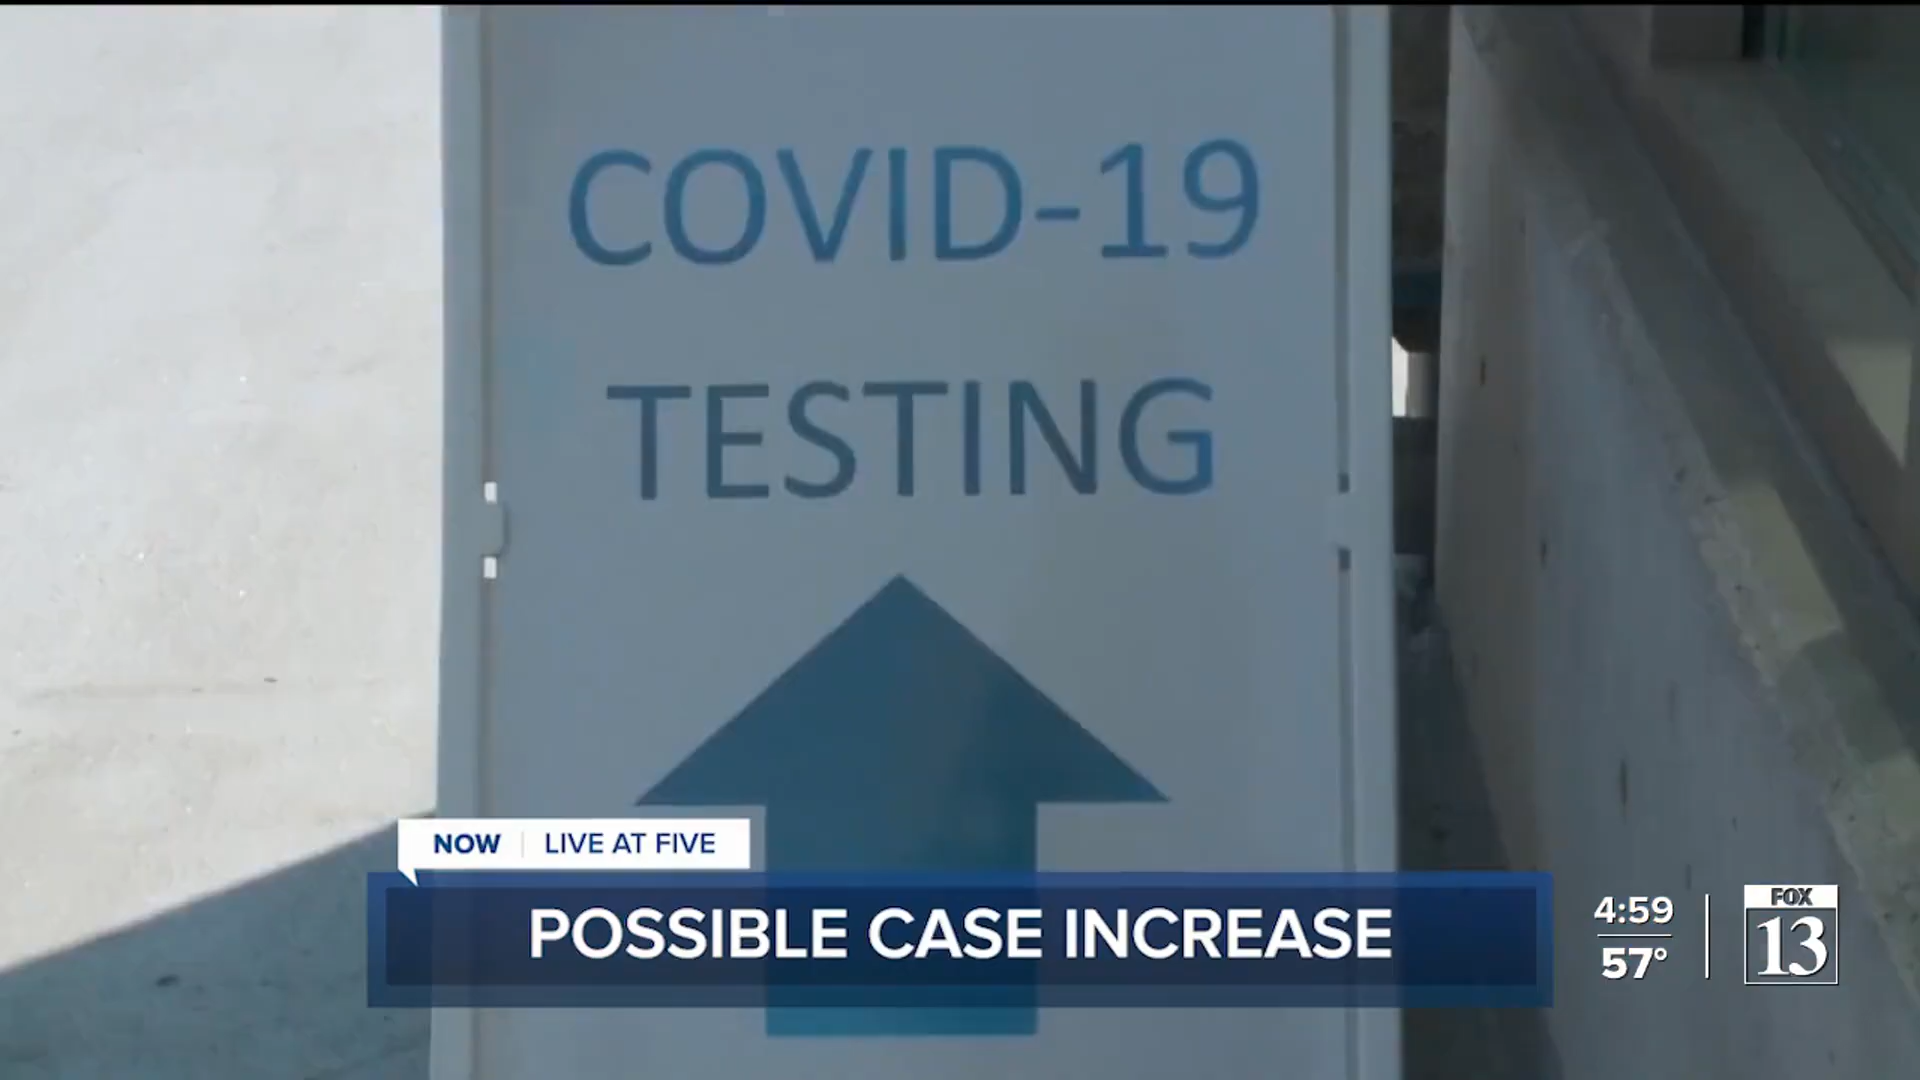 COVID-19
TESTING
NOW LIVE AT FIVE
POSSIBLE CASE INCREASE
4:59
57°
FOX
13